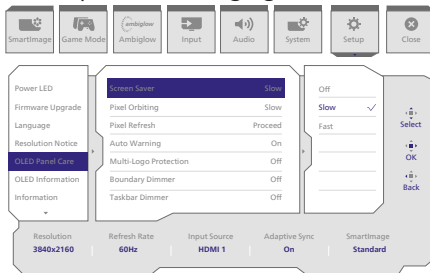 SmartImage Game Mode Ambiglow Input Audio System Setup Close
ambiglow
Power LED
Firmware Upgrade
Language
Resolution Notice
OLED Panel Care
OLED Information
Information
Screen Saver Slow
Pixel Orbiting Slow
Pixel Refresh Proceed
Auto Warning On
Multi-Logo Protection Off
Boundary Dimmer Off
Taskbar Dimmer Off
Off
Slow
Fast
Select
OK
Back
Resolution Refresh Rate Input Source Adaptive Sync SmartImage
3840x2160 60Hz HDMI 1 On Standard